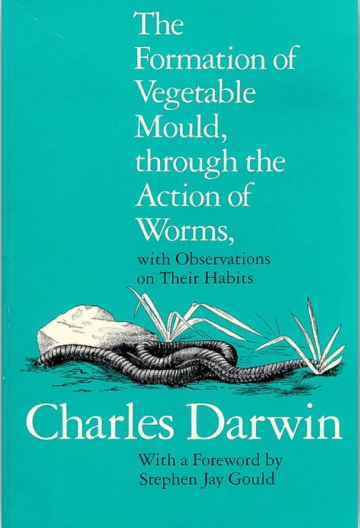 The
Formation of
Vegetable
Mould,
through the
Action of
Worms,
with Observations
on Their Habits
Charles Darwin
With a Foreword by
Stephen Jay Gould